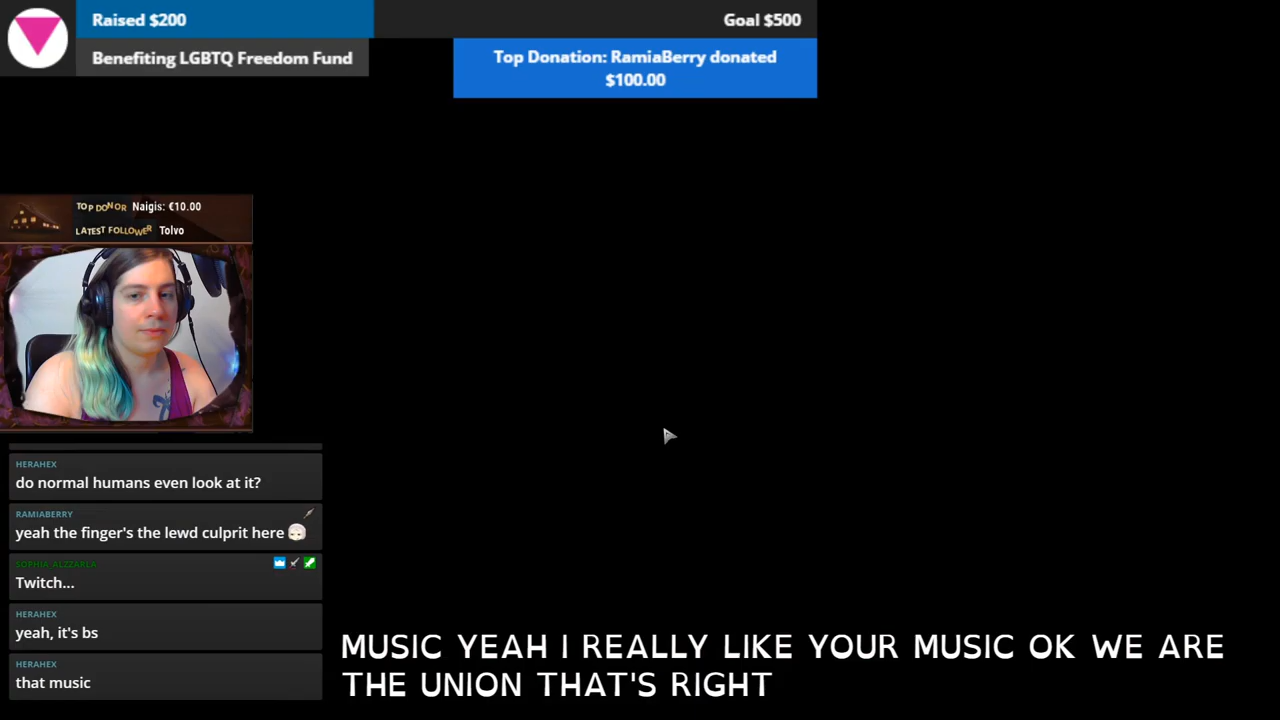 Raised $200
Goal $500
Benefiting LGBTQ Freedom Fund
Top Donation: RamiaBerry donated
$100.00
TOP DONOR Naigis: €10.00
LATEST FOLLOWER Tolvo
HERAHEX
do normal humans even look at it?
RAMIABERRY
yeah the finger's the lewd culprit here
SOPHIA_ALZZARLA
Twitch...
HERAHEX
yeah, it's bs
HERAHEX
that music
MUSIC YEAH I REALLY LIKE YOUR MUSIC OK WE ARE
THE UNION THAT'S RIGHT